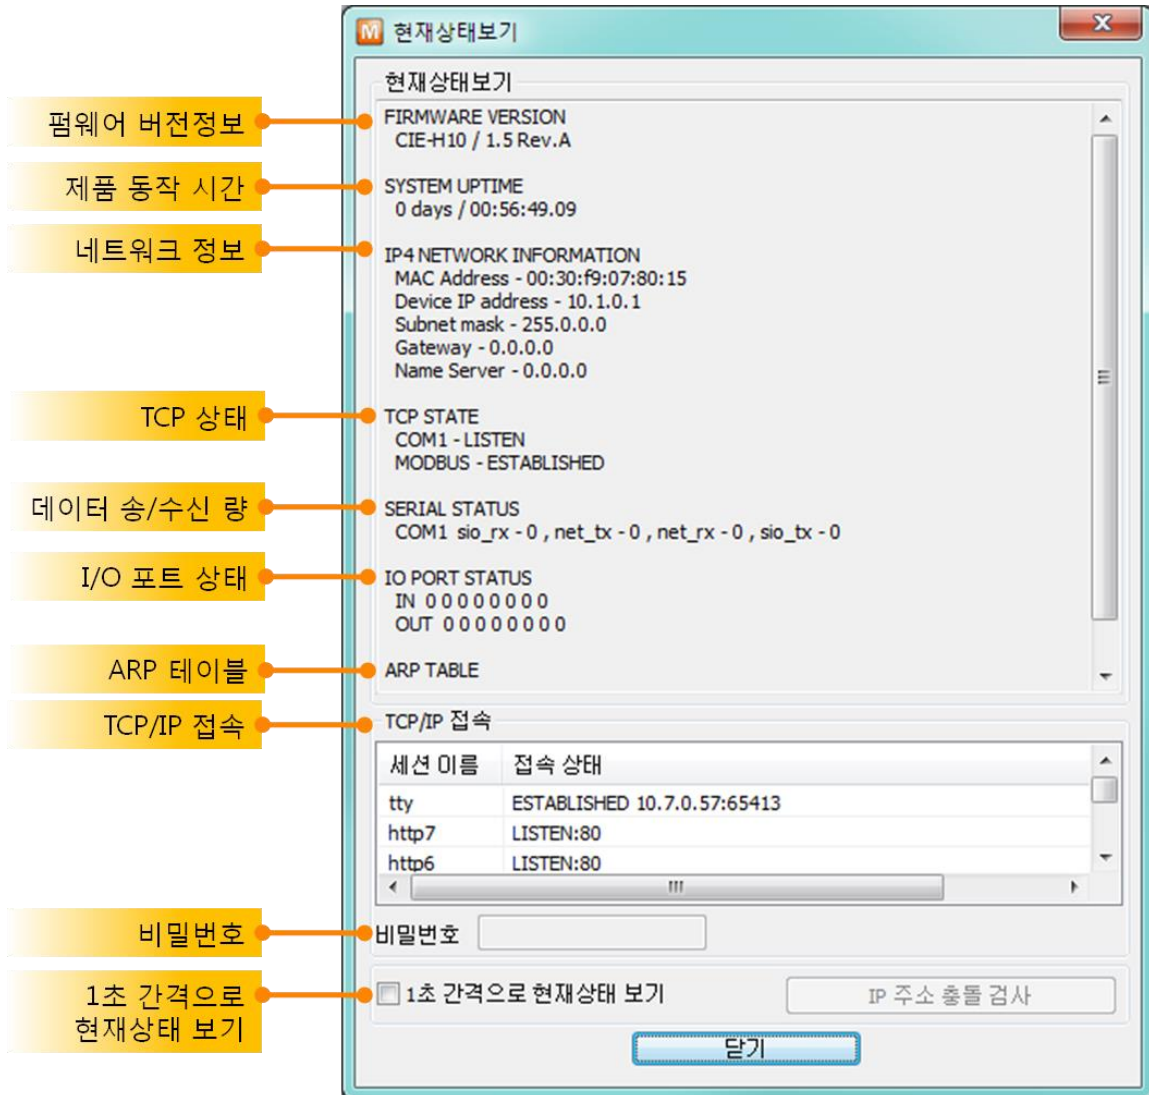 현재상태보기
현재상태보기
펌웨어 버전정보
FIRMWARE VERSION
CIE-H10 / 1.5 Rev.A
제품 동작 시간
SYSTEM UPTIME
0 days / 00:56:49.09
네트워크 정보
IP4 NETWORK INFORMATION
MAC Address - 00:30:f9:07:80:15
Device IP address - 10.1.0.1
Subnet mask - 255.0.0.0
Gateway - 0.0.0.0
Name Server - 0.0.0.0
TCP 상태
TCP STATE
COM1 - LISTEN
MODBUS - ESTABLISHED
데이터 송/수신 량
SERIAL STATUS
COM1 sio_rx - 0 , net_tx - 0 , net_rx - 0 , sio_tx - 0
I/O 포트 상태
IO PORT STATUS
IN 0 0 0 0 0 0 0 0
OUT 0 0 0 0 0 0 0 0
ARP 테이블
ARP TABLE
TCP/IP 접속
TCP/IP 접속
세션 이름 접속 상태
tty ESTABLISHED 10.7.0.57:65413
http7 LISTEN:80
http6 LISTEN:80
비밀번호
비밀번호
1초 간격으로
현재상태 보기
1초 간격으로 현재상태 보기
IP 주소 충돌 검사
닫기